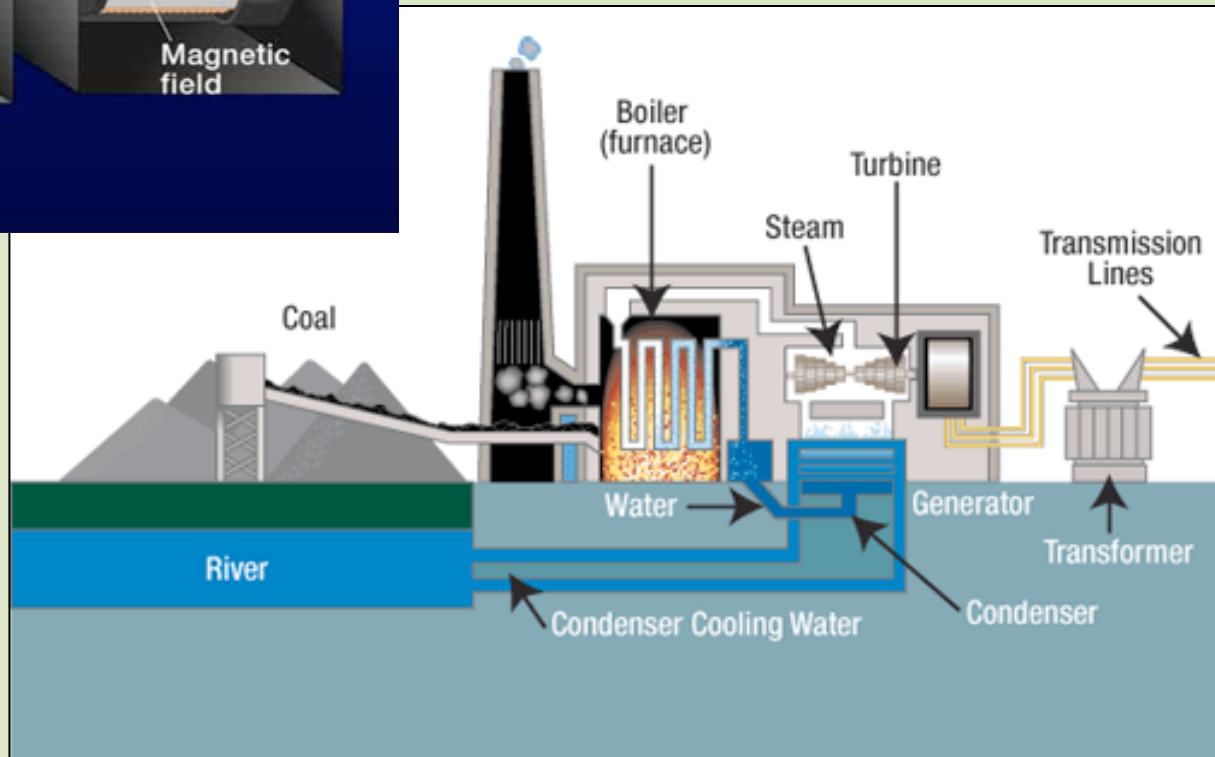 Magnetic
field
Boiler
(furnace)
Turbine
Steam
Transmission
Lines
Coal
Water
Generator
Transformer
River
Condenser
Condenser Cooling Water